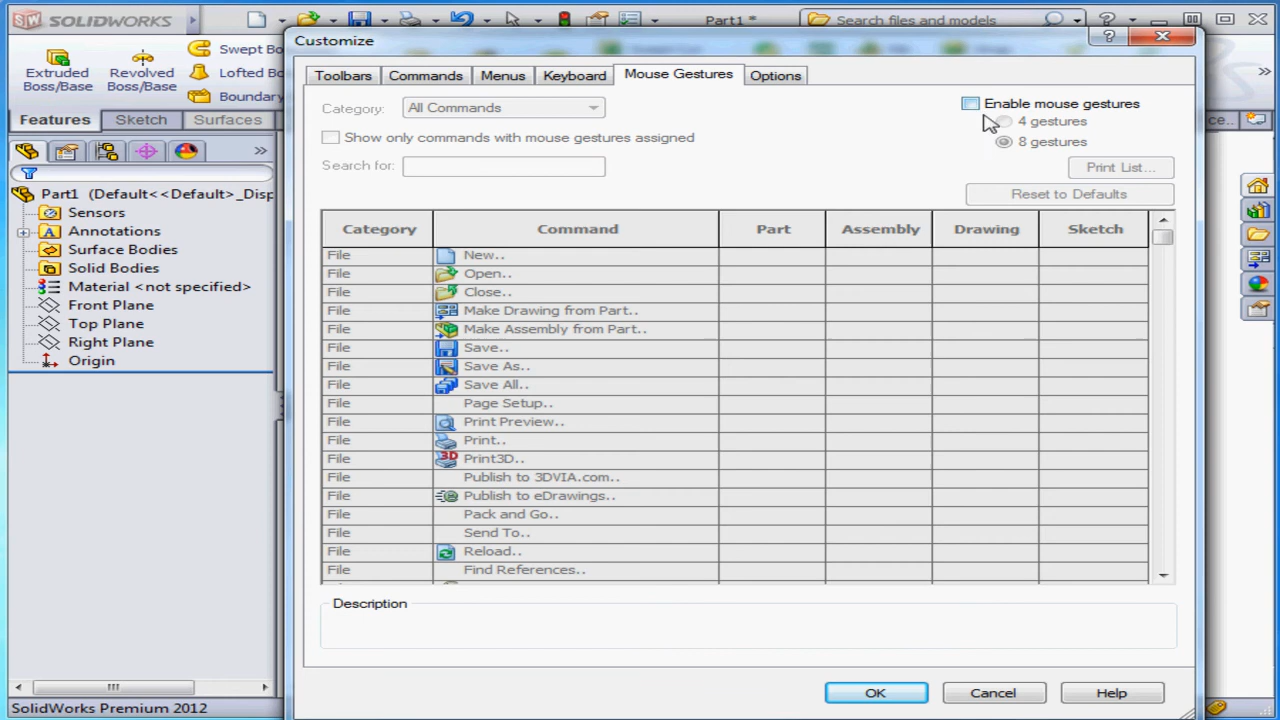 SOLIDWORKS
Part1 *
Search files and models
Customize
Extruded
Boss/Base
Revolved
Boss/Base
Swept Bo
Lofted Bo
Boundary
Features
Sketch
Surfaces
ce...
Part1 (Default<<Default>_Disp
Sensors
Annotations
Surface Bodies
Solid Bodies
Material <not specified>
Front Plane
Top Plane
Right Plane
Origin
Toolbars
Commands
Menus
Keyboard
Mouse Gestures
Options
Category:
All Commands
Enable mouse gestures
4 gestures
Show only commands with mouse gestures assigned
8 gestures
Search for:
Print List...
Reset to Defaults
Category Command Part Assembly Drawing Sketch
File New..
File Open..
File Close..
File Make Drawing from Part..
File Make Assembly from Part..
File Save..
File Save As..
File Save All..
File Page Setup..
File Print Preview..
File Print..
File Print3D..
File Publish to 3DVIA.com..
File Publish to eDrawings..
File Pack and Go..
File Send To..
File Reload..
File Find References..
Description
OK
Cancel
Help
SolidWorks Premium 2012